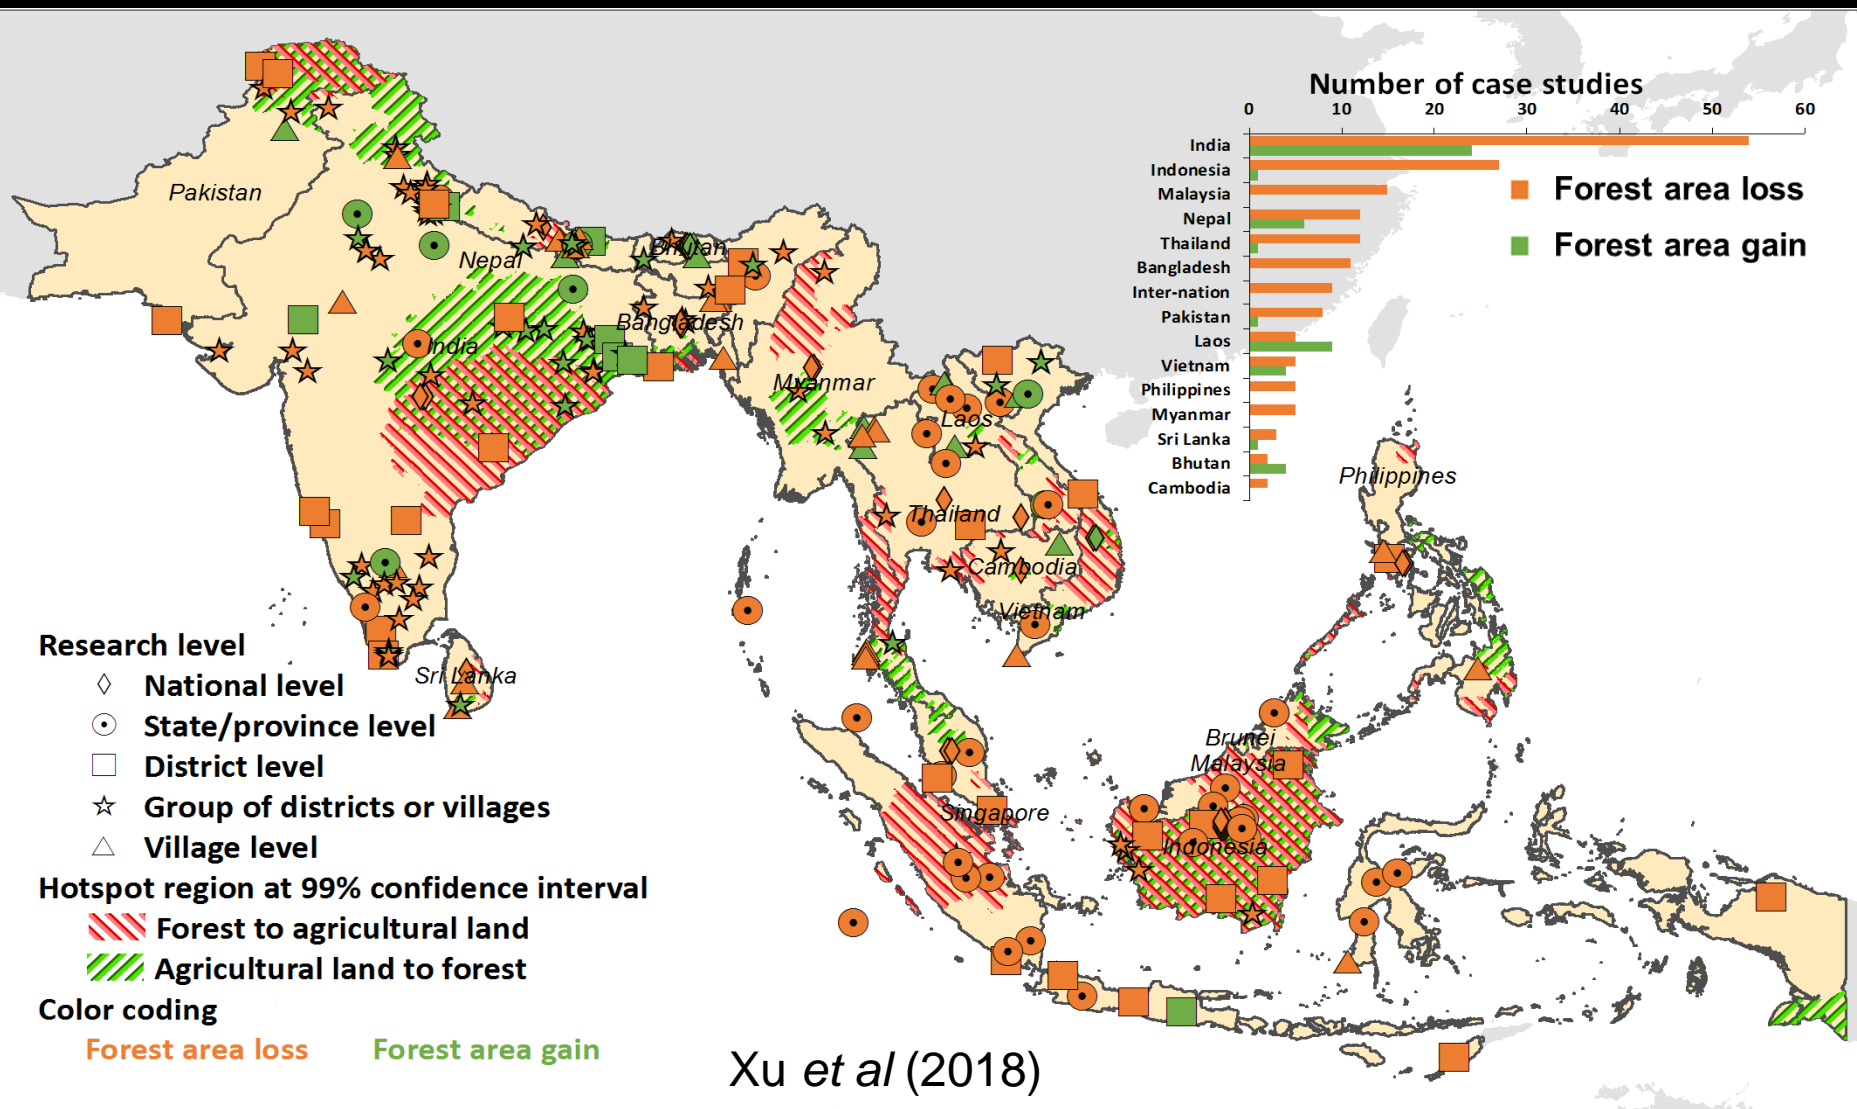 Number of case studies
0 10 20 30 40 50 60
India
Indonesia
Malaysia
Nepal
Thailand
Bangladesh
Inter-nation
Pakistan
Laos
Vietnam
Philippines
Myanmar
Sri Lanka
Bhutan
Cambodia
Forest area loss
Forest area gain
Pakistan
Nepal
Bhutan
Bangladesh
India
Myanmar
Laos
Thailand
Cambodia
Vietnam
Philippines
Sri Lanka
Brunei
Malaysia
Singapore
Indonesia
Research level
National level
State/province level
District level
Group of districts or villages
Village level
Hotspot region at 99% confidence interval
Forest to agricultural land
Agricultural land to forest
Color coding
Forest area loss Forest area gain
Xu et al (2018)